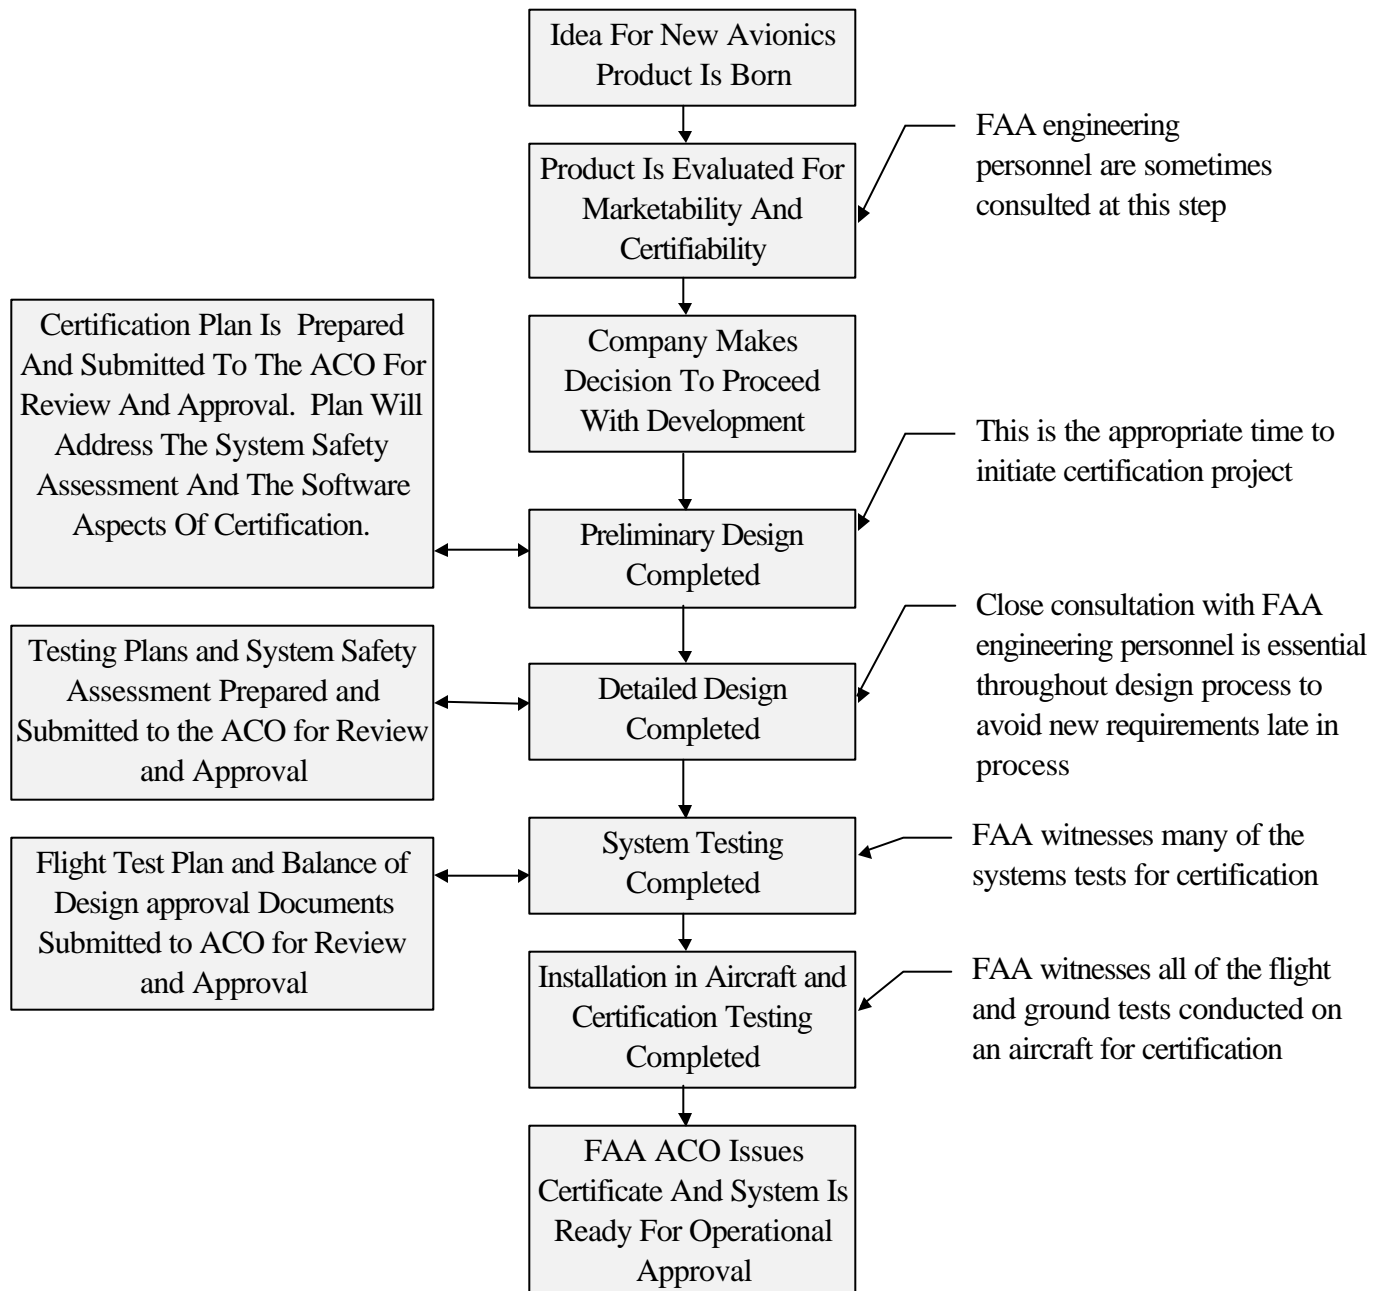 Idea For New Avionics
Product Is Born
Product Is Evaluated For
Marketability And
Certifiability
FAA engineering
personnel are sometimes
consulted at this step
Company Makes
Decision To Proceed
With Development
Certification Plan Is  Prepared
And Submitted To The ACO For
Review And Approval.  Plan Will
Address The System Safety
Assessment And The Software
Aspects Of Certification.
Preliminary Design
Completed
This is the appropriate time to
initiate certification project
Testing Plans and System Safety
Assessment Prepared and
Submitted to the ACO for Review
and Approval
Detailed Design
Completed
Close consultation with FAA
engineering personnel is essential
throughout design process to
avoid new requirements late in
process
Flight Test Plan and Balance of
Design approval Documents
Submitted to ACO for Review
and Approval
System Testing
Completed
FAA witnesses many of the
systems tests for certification
Installation in Aircraft and
Certification Testing
Completed
FAA witnesses all of the flight
and ground tests conducted on
an aircraft for certification
FAA ACO Issues
Certificate And System Is
Ready For Operational
Approval